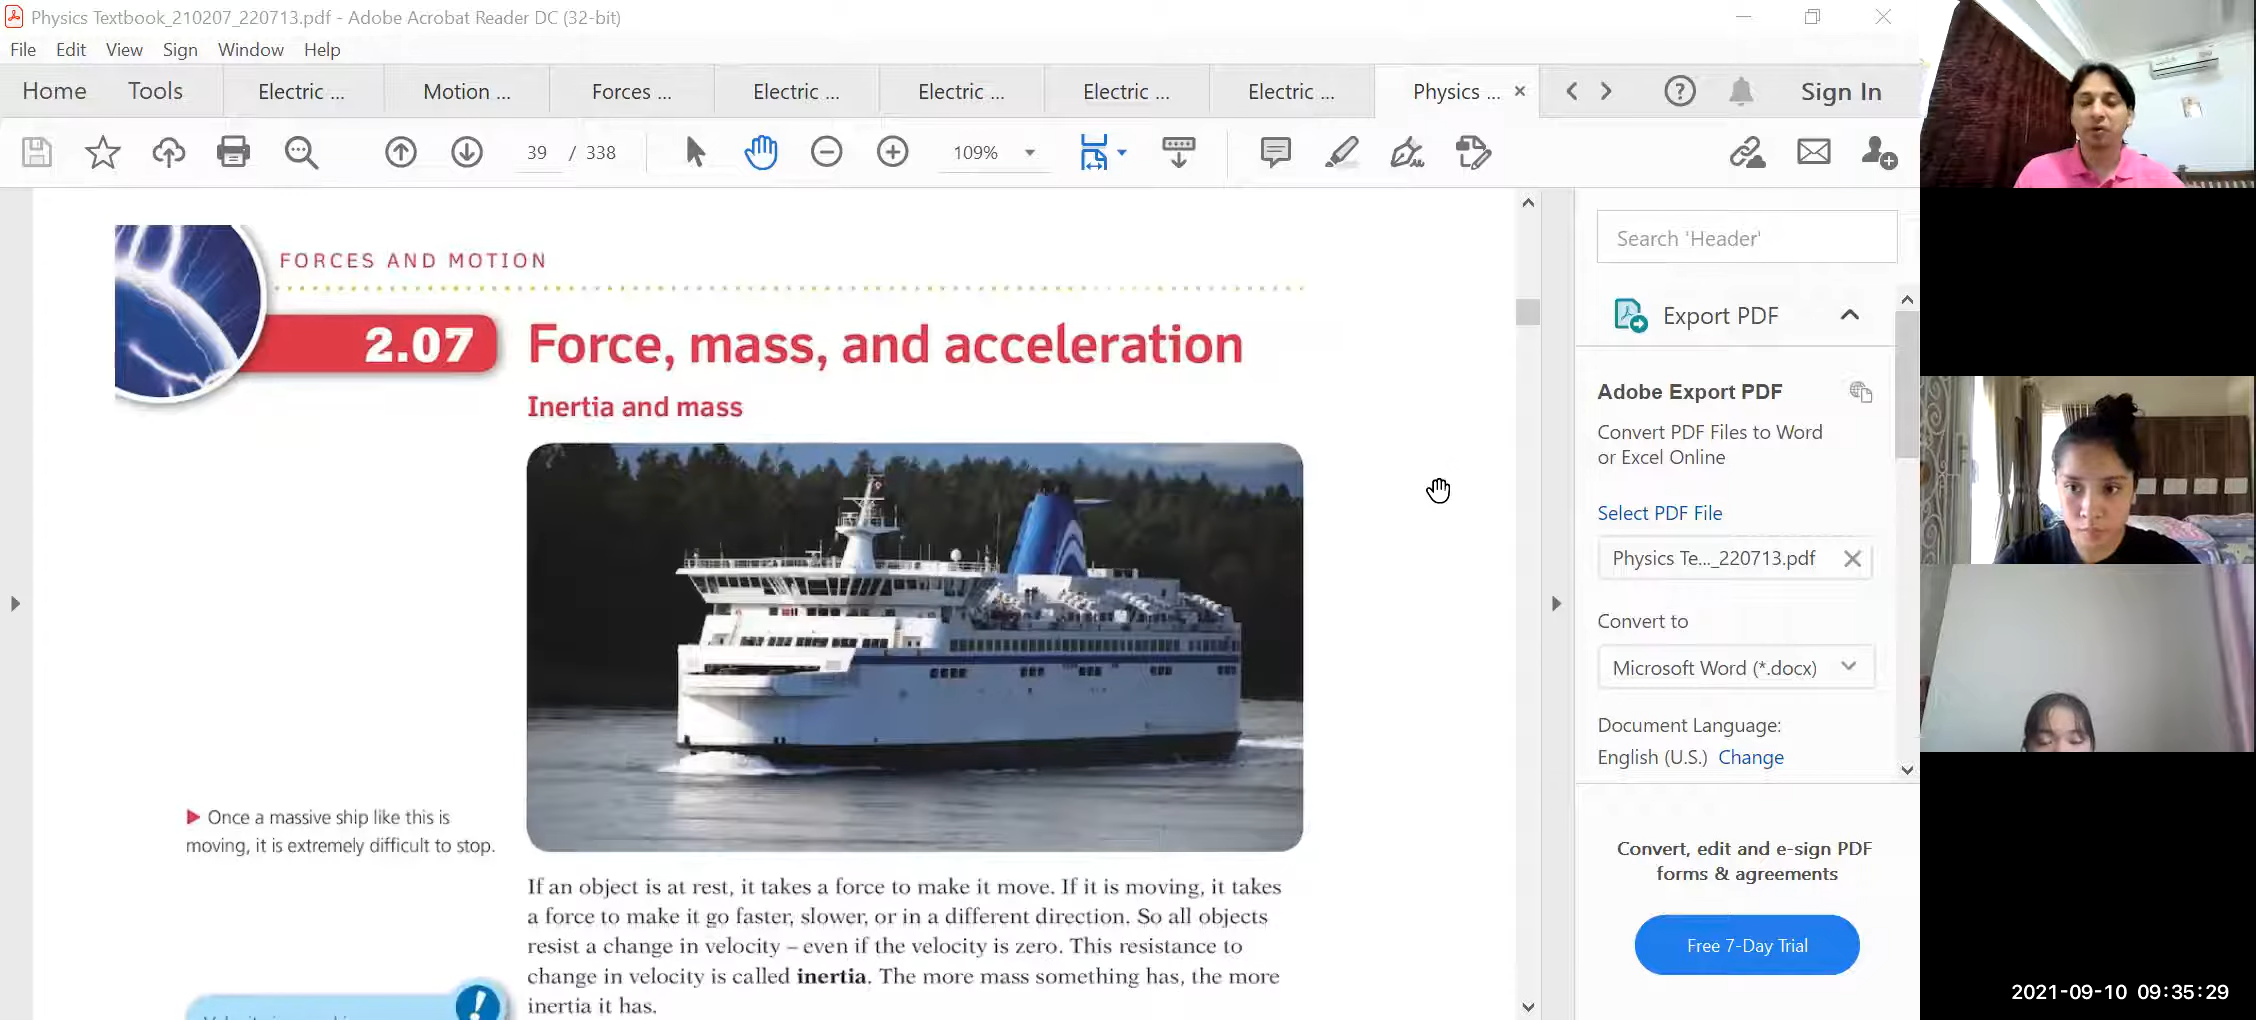 Physics Textbook_210207_220713.pdf - Adobe Acrobat Reader DC (32-bit)
File Edit View Sign Window Help
Home Tools Electric ... Motion ... Forces ... Electric ... Electric ... Electric ... Electric ... Physics ... Sign In
39 / 338 109%
FORCES AND MOTION
2.07 Force, mass, and acceleration
Inertia and mass
Once a massive ship like this is
moving, it is extremely difficult to stop.
If an object is at rest, it takes a force to make it move. If it is moving, it takes
a force to make it go faster, slower, or in a different direction. So all objects
resist a change in velocity – even if the velocity is zero. This resistance to
change in velocity is called inertia. The more mass something has, the more
inertia it has.
Search 'Header'
Export PDF
Adobe Export PDF
Convert PDF Files to Word
or Excel Online
Select PDF File
Physics Te..._220713.pdf
Convert to
Microsoft Word (*.docx)
Document Language:
English (U.S.) Change
Convert, edit and e-sign PDF
forms & agreements
Free 7-Day Trial
2021-09-10 09:35:29